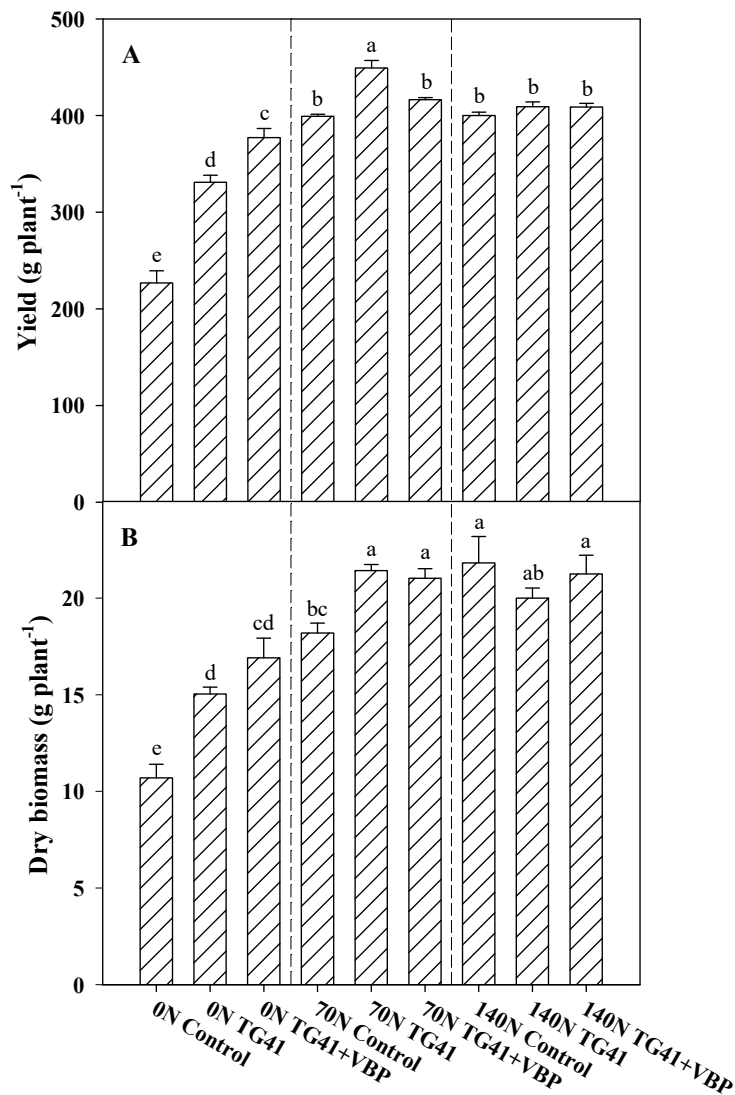 500
A
a
b
b
b
b
b
400
c
d
300
e
200
100
0
Yield (g plant-1)
B
a
a
a
a
ab
20
bc
cd
d
15
e
10
5
0
Dry biomass (g plant-1)
0N Control
0N TG41
0N TG41+VBP
70N Control
70N TG41
70N TG41+VBP
140N Control
140N TG41
140N TG41+VBP